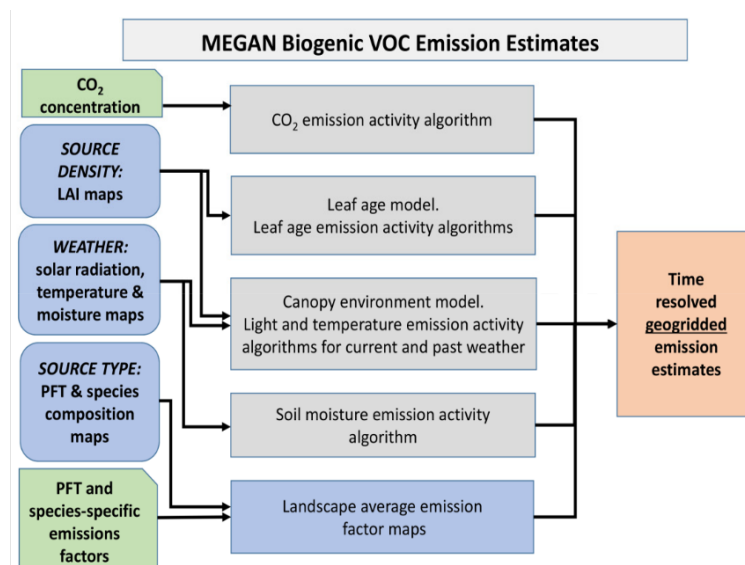 MEGAN Biogenic VOC Emission Estimates
CO₂
concentration
SOURCE
DENSITY:
LAI maps
WEATHER:
solar radiation,
temperature &
moisture maps
SOURCE TYPE:
PFT & species
composition
maps
PFT and
species-specific
emissions
factors
CO₂ emission activity algorithm
Leaf age model.
Leaf age emission activity algorithms
Canopy environment model.
Light and temperature emission activity
algorithms for current and past weather
Soil moisture emission activity
algorithm
Landscape average emission
factor maps
Time
resolved
geogridded
emission
estimates